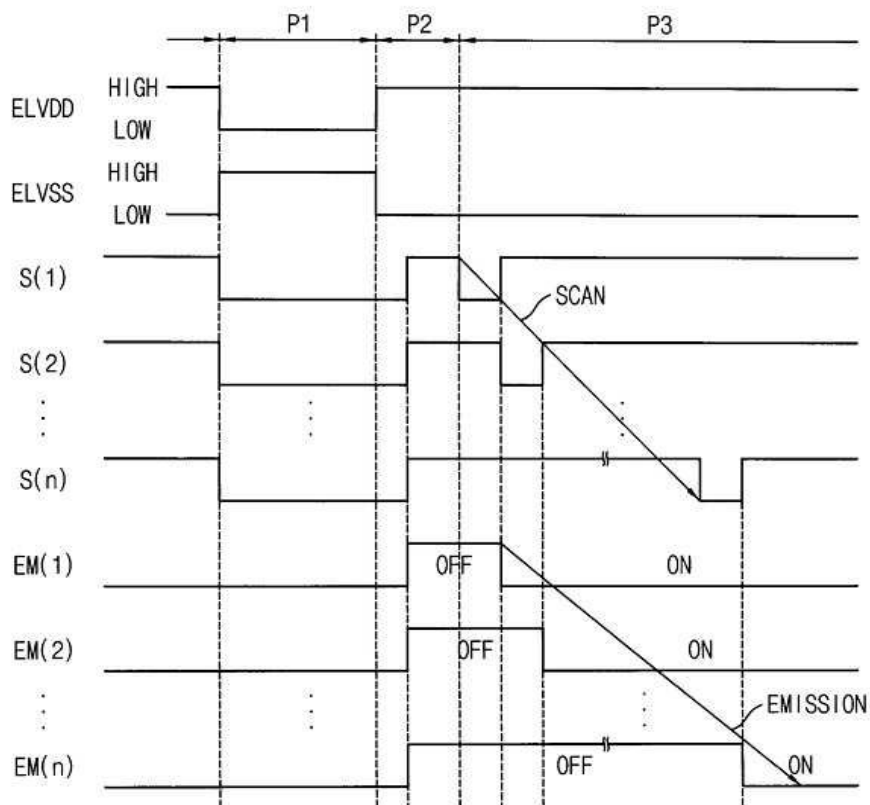 P1 P2 P3
ELVDD HIGH
LOW
ELVSS HIGH
LOW
S(1)
SCAN
S(2)
S(n)
EM(1) OFF ON
EM(2) OFF ON
EMISSION
EM(n) OFF ON